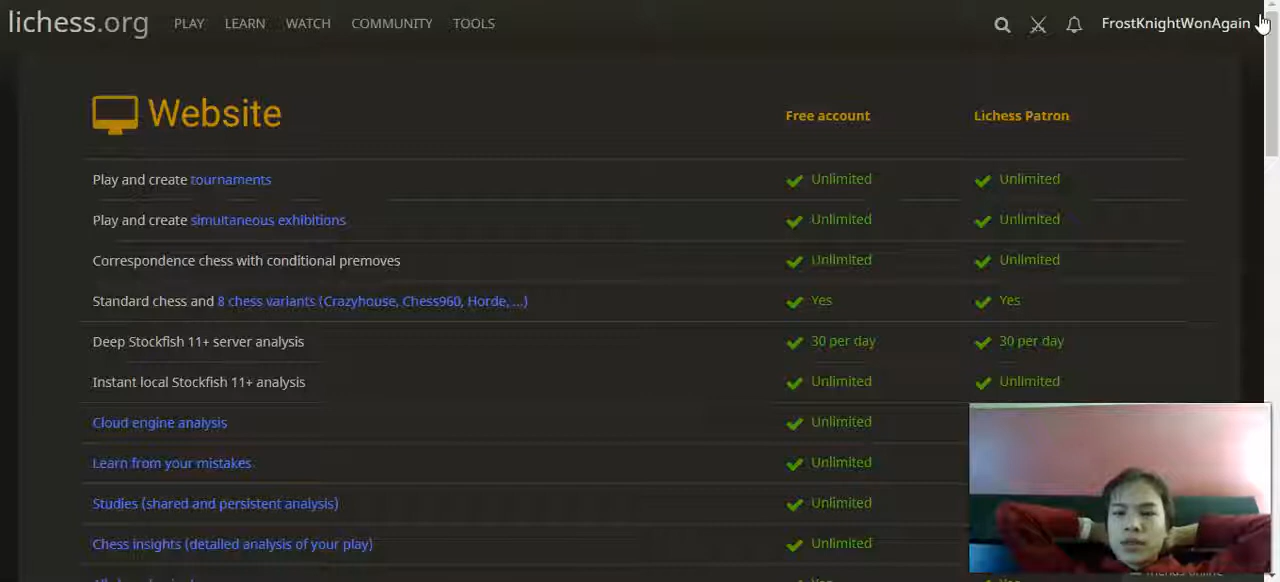 lichess.org PLAY LEARN WATCH COMMUNITY TOOLS FrostKnightWonAgain
Website Free account Lichess Patron
Play and create tournaments Unlimited Unlimited
Play and create simultaneous exhibitions Unlimited Unlimited
Correspondence chess with conditional premoves Unlimited Unlimited
Standard chess and 8 chess variants (Crazyhouse, Chess960, Horde, ...) Yes Yes
Deep Stockfish 11+ server analysis 30 per day 30 per day
Instant local Stockfish 11+ analysis Unlimited Unlimited
Cloud engine analysis Unlimited
Learn from your mistakes Unlimited
Studies (shared and persistent analysis) Unlimited
Chess insights (detailed analysis of your play) Unlimited